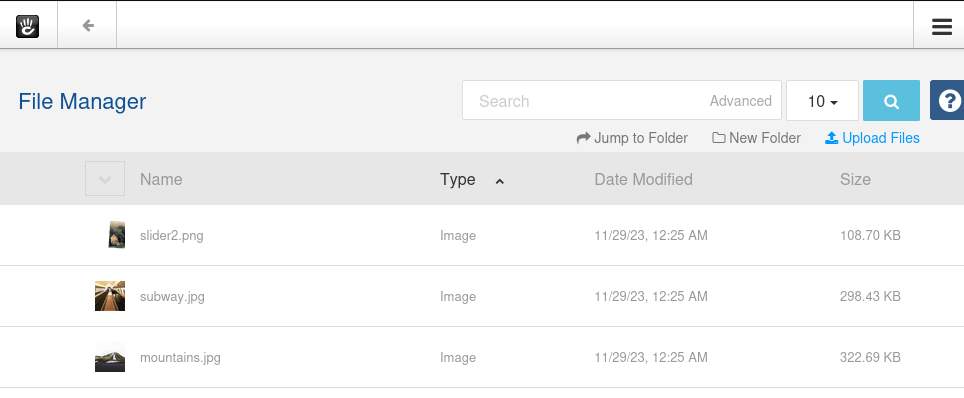 File Manager
Search Advanced 10
Jump to Folder New Folder Upload Files
Name Type Date Modified Size
slider2.png Image 11/29/23, 12:25 AM 108.70 KB
subway.jpg Image 11/29/23, 12:25 AM 298.43 KB
mountains.jpg Image 11/29/23, 12:25 AM 322.69 KB